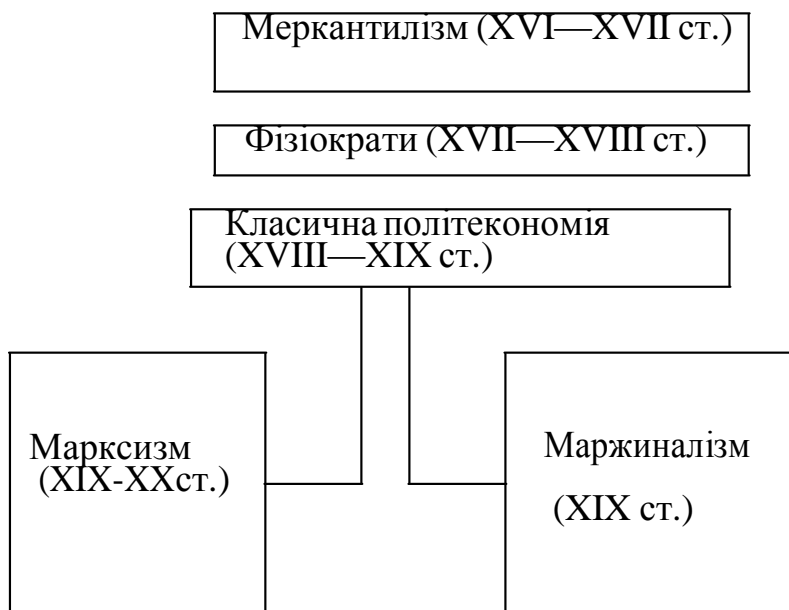 Меркантилізм (XVI—XVII ст.)
Фізіократи (XVII—XVIII ст.)
Класична політекономія
(XVIII—XIX ст.)
Марксизм
(XIX-XXст.)
Маржиналізм
(XIX ст.)